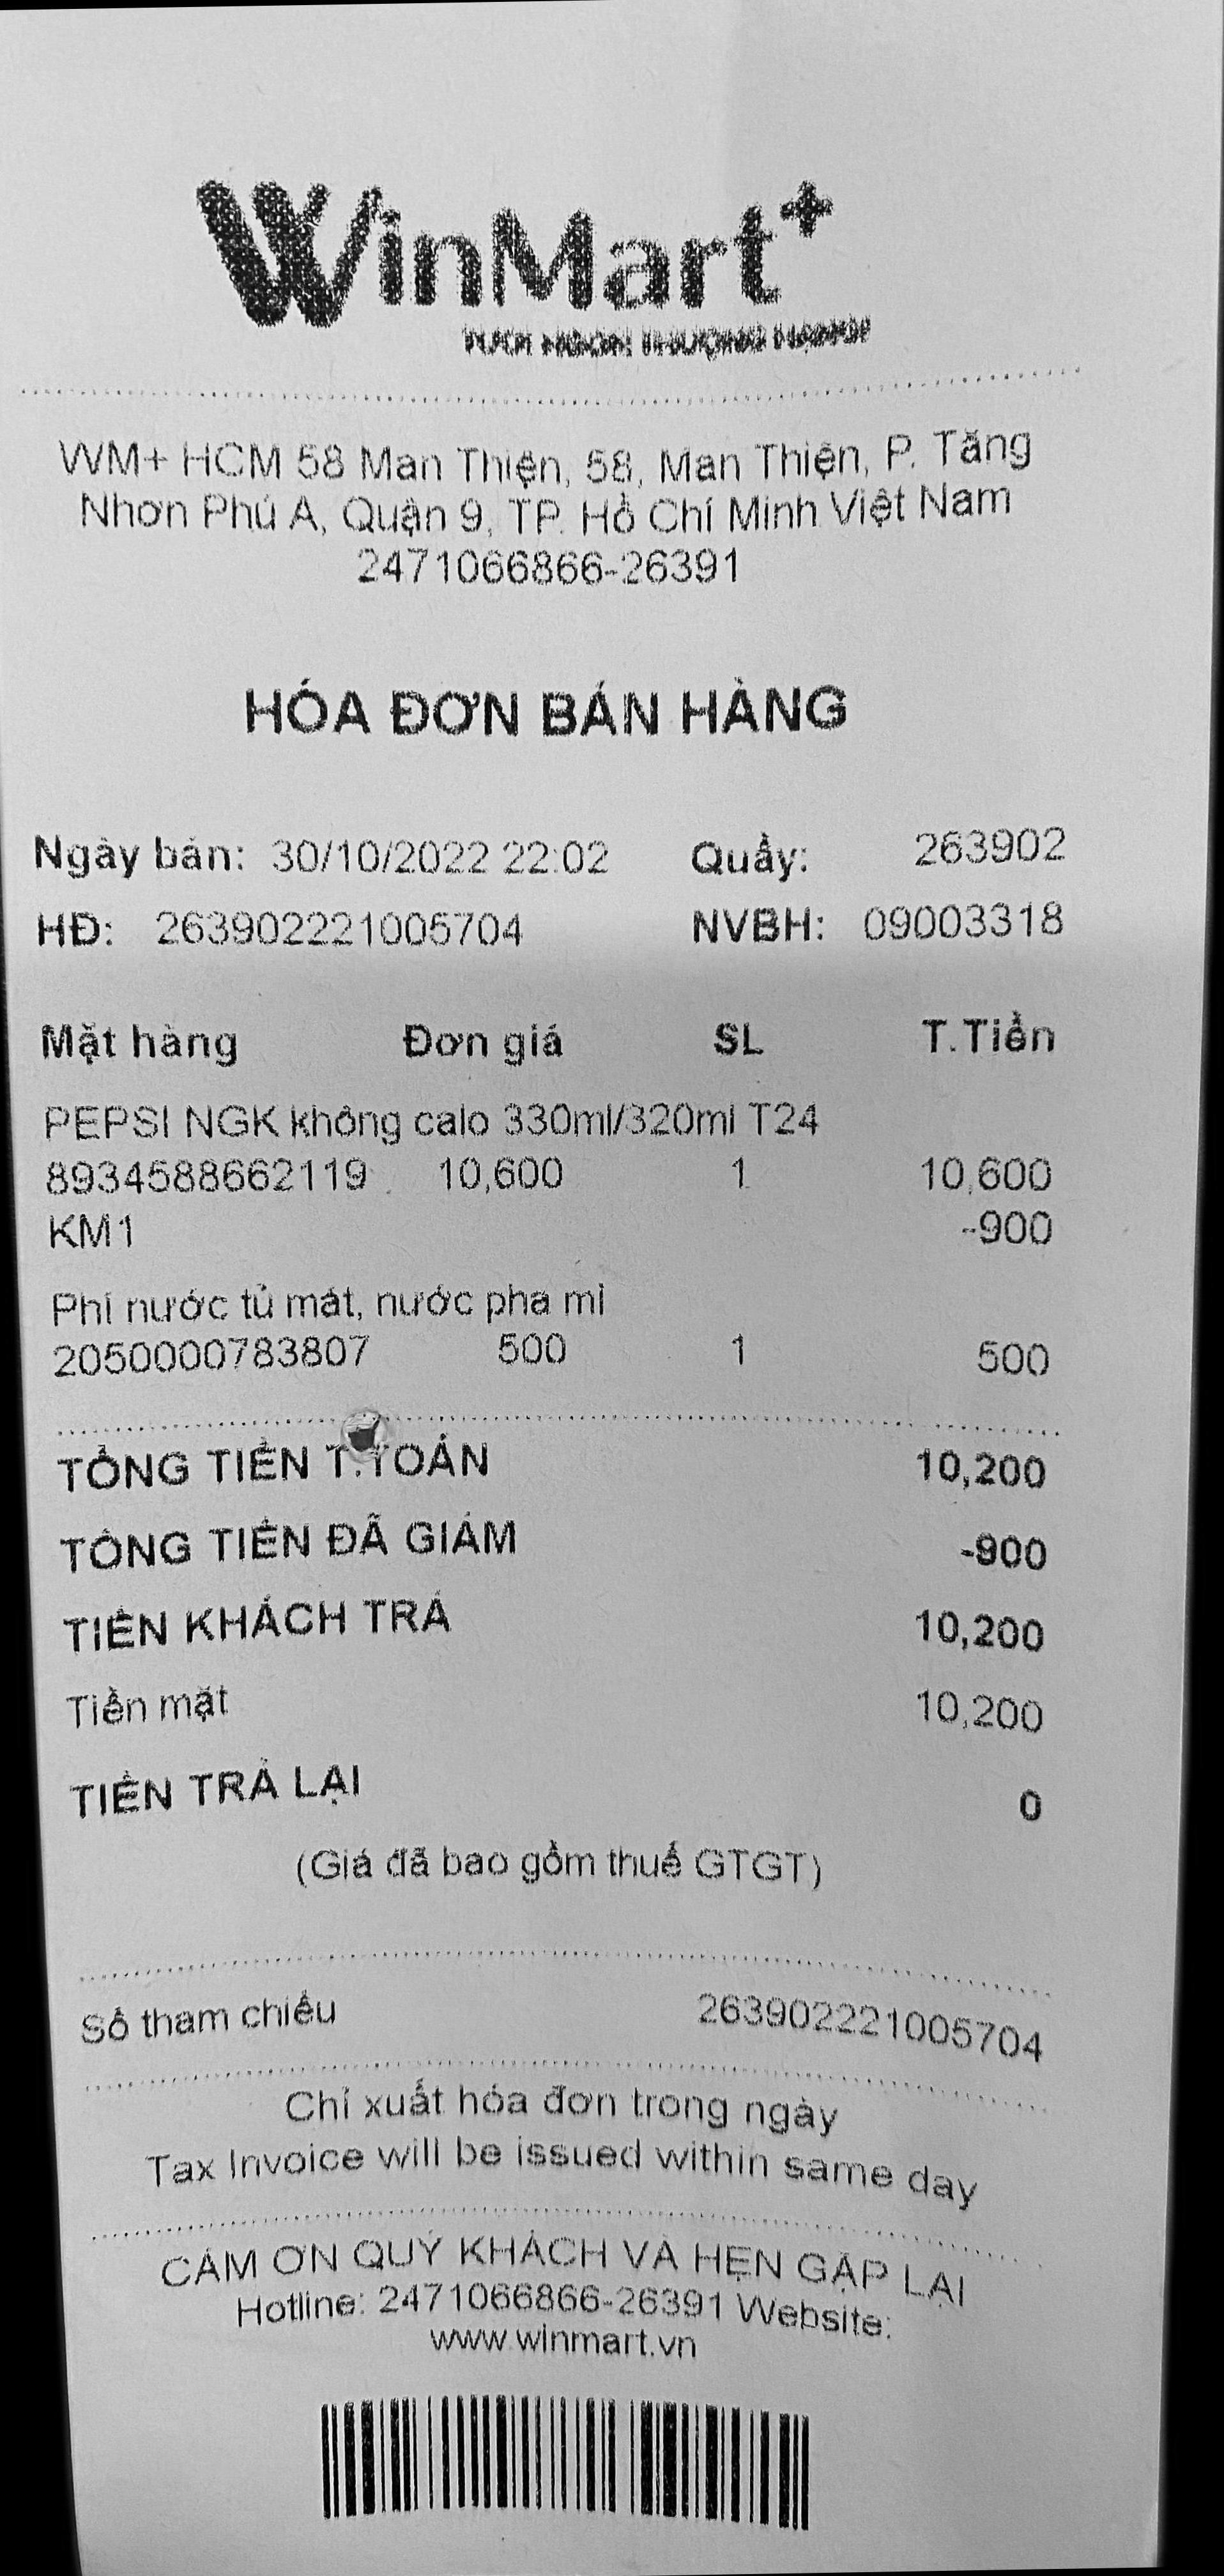 WinMart+
TƯƠI NGON THƯỢNG HẠNG
WM+ HCM 58 Man Thiện, 58, Man Thiện, P. Tăng
Nhơn Phú A, Quận 9, TP. Hồ Chí Minh Việt Nam
2471066866-26391
HÓA ĐƠN BÁN HÀNG
Ngày bán: 30/10/2022 22:02 Quầy: 263902
HĐ: 263902221005704 NVBH: 09003318
Mặt hàng Đơn giá SL T.Tiền
PEPSI NGK không calo 330ml/320ml T24
8934588662119 10,600 1 10,600
KM1 -900
Phí nước tủ mát, nước pha mì
2050000783807 500 1 500
TỔNG TIỀN T.TOÁN 10,200
TỔNG TIỀN ĐÃ GIẢM -900
TIỀN KHÁCH TRẢ 10,200
Tiền mặt 10,200
TIỀN TRẢ LẠI 0
(Giá đã bao gồm thuế GTGT)
Số tham chiếu 263902221005704
Chỉ xuất hóa đơn trong ngày
Tax Invoice will be issued within same day
CẢM ƠN QUÝ KHÁCH VÀ HẸN GẶP LẠI
Hotline: 2471066866-26391 Website:
www.winmart.vn